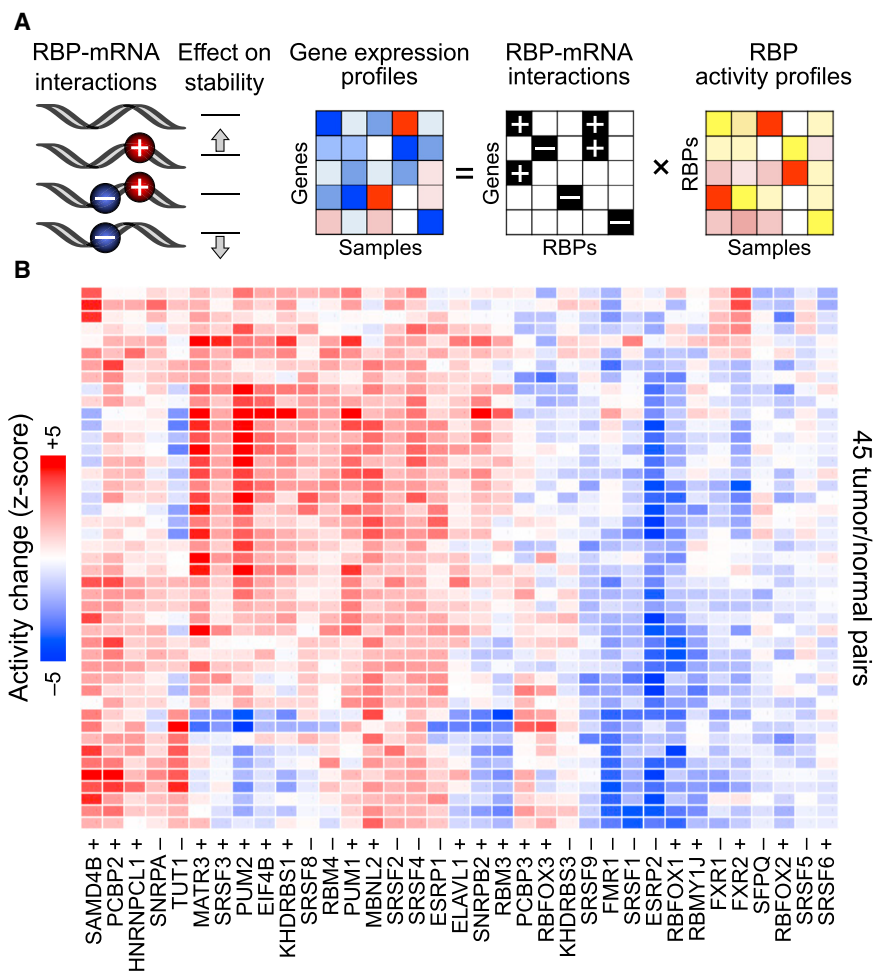 A
RBP-mRNA
interactions
Effect on
stability
Gene expression
profiles
RBP-mRNA
interactions
RBP
activity profiles
+
+
−
−
Genes
Samples
=
Genes
+
+
−
+
+
−
−
RBPs
×
RBPs
Samples
B
Activity change (z-score)
+5
−5
45 tumor/normal pairs
SAMD4B +
PCBP2 +
HNRNPCL1 +
SNRPA −
TUT1 −
MATR3 +
SRSF3 +
PUM2 +
EIF4B +
KHDRBS1 +
SRSF8 −
RBM4 −
PUM1 +
MBNL2 +
SRSF2 −
SRSF4 −
ESRP1 −
ELAVL1 +
SNRPB2 +
RBM3 +
PCBP3 +
RBFOX3 +
KHDRBS3 −
SRSF9 −
FMR1 −
SRSF1 −
ESRP2 −
RBFOX1 +
RBMY1J +
FXR1 −
FXR2 +
SFPQ −
RBFOX2 +
SRSF5 −
SRSF6 +